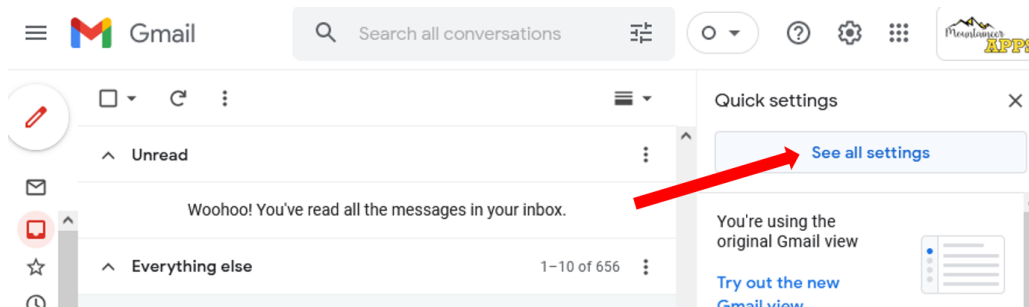 Gmail
Search all conversations
Mountaineer
APPS
Quick settings
See all settings
Unread
Woohoo! You've read all the messages in your inbox.
You're using the
original Gmail view
Everything else
1–10 of 656
Try out the new
Gmail view